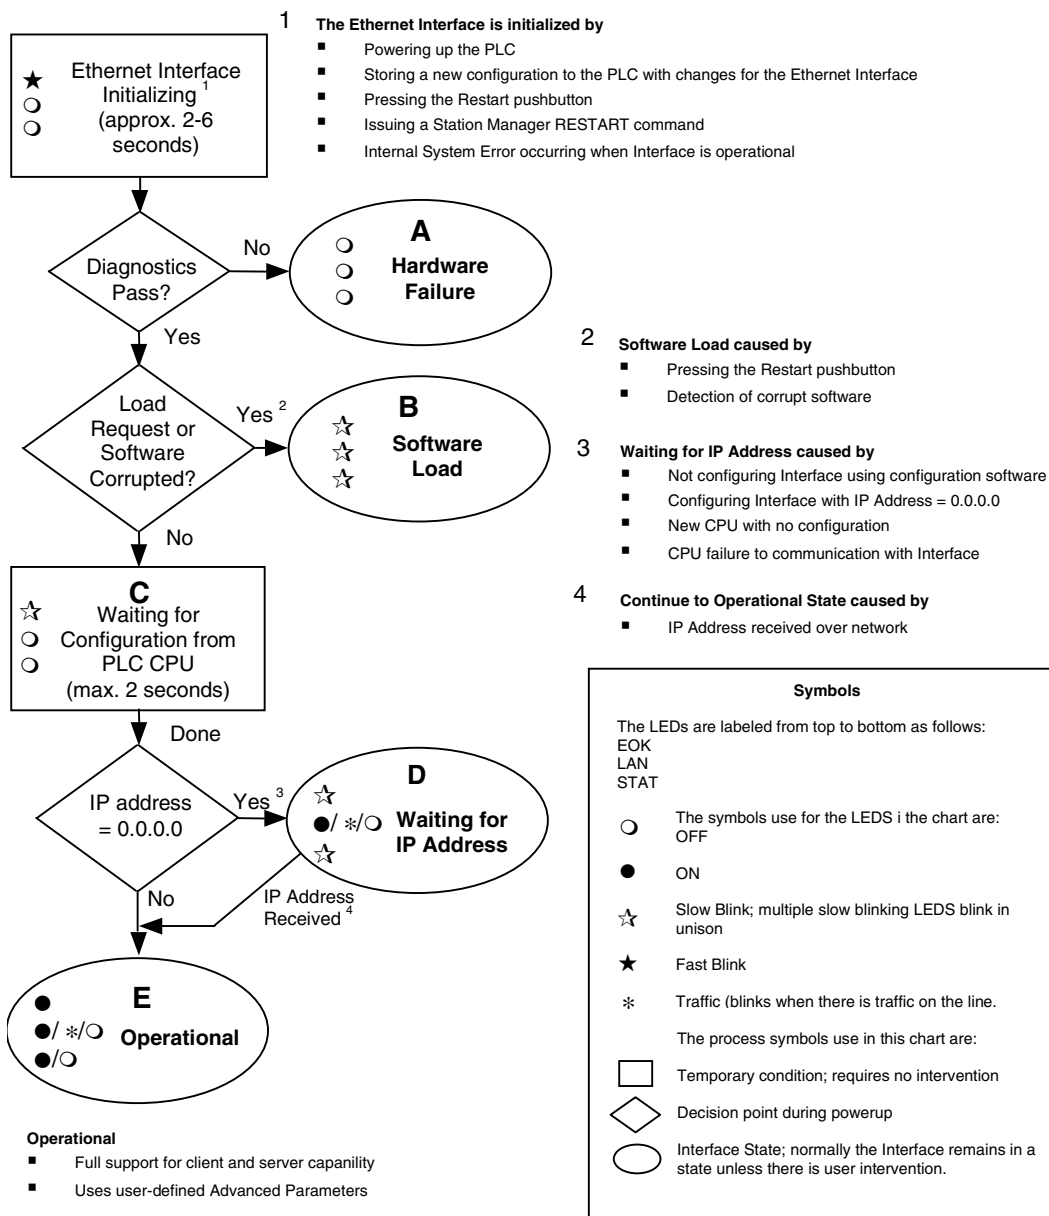 1 The Ethernet Interface is initialized by
■ Powering up the PLC
■ Storing a new configuration to the PLC with changes for the Ethernet Interface
■ Pressing the Restart pushbutton
■ Issuing a Station Manager RESTART command
■ Internal System Error occurring when Interface is operational
Ethernet Interface
Initializing 1
(approx. 2-6
seconds)
Diagnostics
Pass?
No
A
Hardware
Failure
Yes
2 Software Load caused by
■ Pressing the Restart pushbutton
■ Detection of corrupt software
Load
Request or
Software
Corrupted?
Yes 2
B
Software
Load
No
3 Waiting for IP Address caused by
■ Not configuring Interface using configuration software
■ Configuring Interface with IP Address = 0.0.0.0
■ New CPU with no configuration
■ CPU failure to communication with Interface
C
Waiting for
Configuration from
PLC CPU
(max. 2 seconds)
4 Continue to Operational State caused by
■ IP Address received over network
Done
IP address
= 0.0.0.0
Yes 3
D
Waiting for
IP Address
No
IP Address
Received 4
E
Operational
Operational
■ Full support for client and server capanility
■ Uses user-defined Advanced Parameters
Symbols
The LEDs are labeled from top to bottom as follows:
EOK
LAN
STAT
The symbols use for the LEDS i the chart are:
OFF
ON
Slow Blink; multiple slow blinking LEDS blink in
unison
Fast Blink
Traffic (blinks when there is traffic on the line.
The process symbols use in this chart are:
Temporary condition; requires no intervention
Decision point during powerup
Interface State; normally the Interface remains in a
state unless there is user intervention.